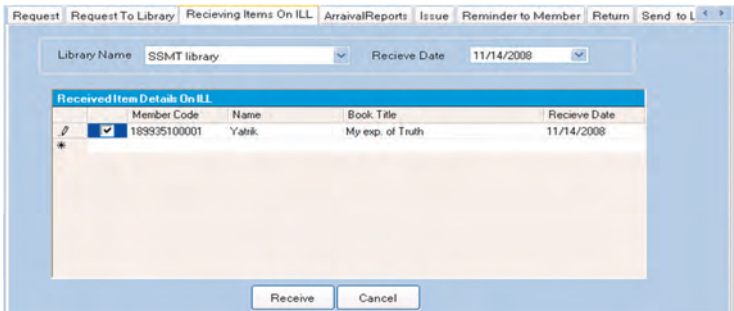 Request Request To Library Recieving Items On ILL ArraivalReports Issue Reminder to Member Return Send to L
Library Name SSMT library Recieve Date 11/14/2008
Received Item Details On ILL
Member Code Name Book Title Recieve Date
189935100001 Yatrik My exp. of Truth 11/14/2008
Receive Cancel